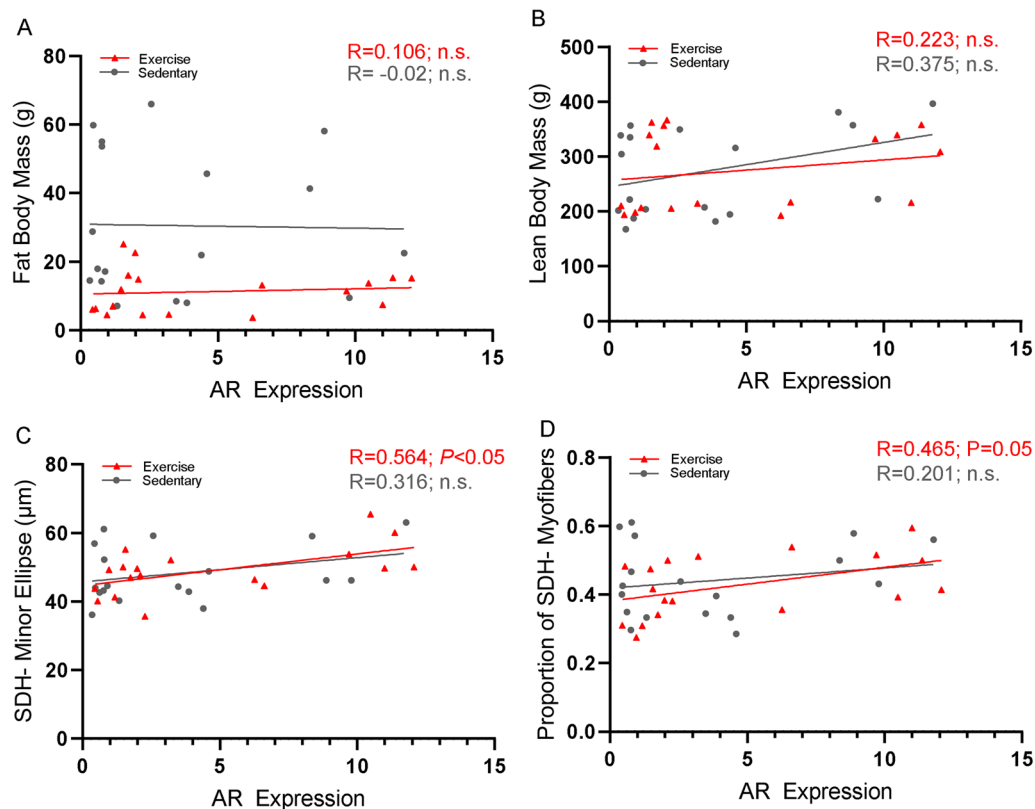 A
Exercise
Sedentary
R=0.106; n.s.
R= -0.02; n.s.
Fat Body Mass (g)
80
60
40
20
0
0 5 10 15
AR Expression
B
Exercise
Sedentary
R=0.223; n.s.
R=0.375; n.s.
Lean Body Mass (g)
500
400
300
200
100
0
0 5 10 15
AR Expression
C
Exercise
Sedentary
R=0.564; P<0.05
R=0.316; n.s.
SDH- Minor Ellipse (µm)
80
60
40
20
0
0 5 10 15
AR Expression
D
Exercise
Sedentary
R=0.465; P=0.05
R=0.201; n.s.
Proportion of SDH- Myofibers
0.8
0.6
0.4
0.2
0.0
0 5 10 15
AR Expression